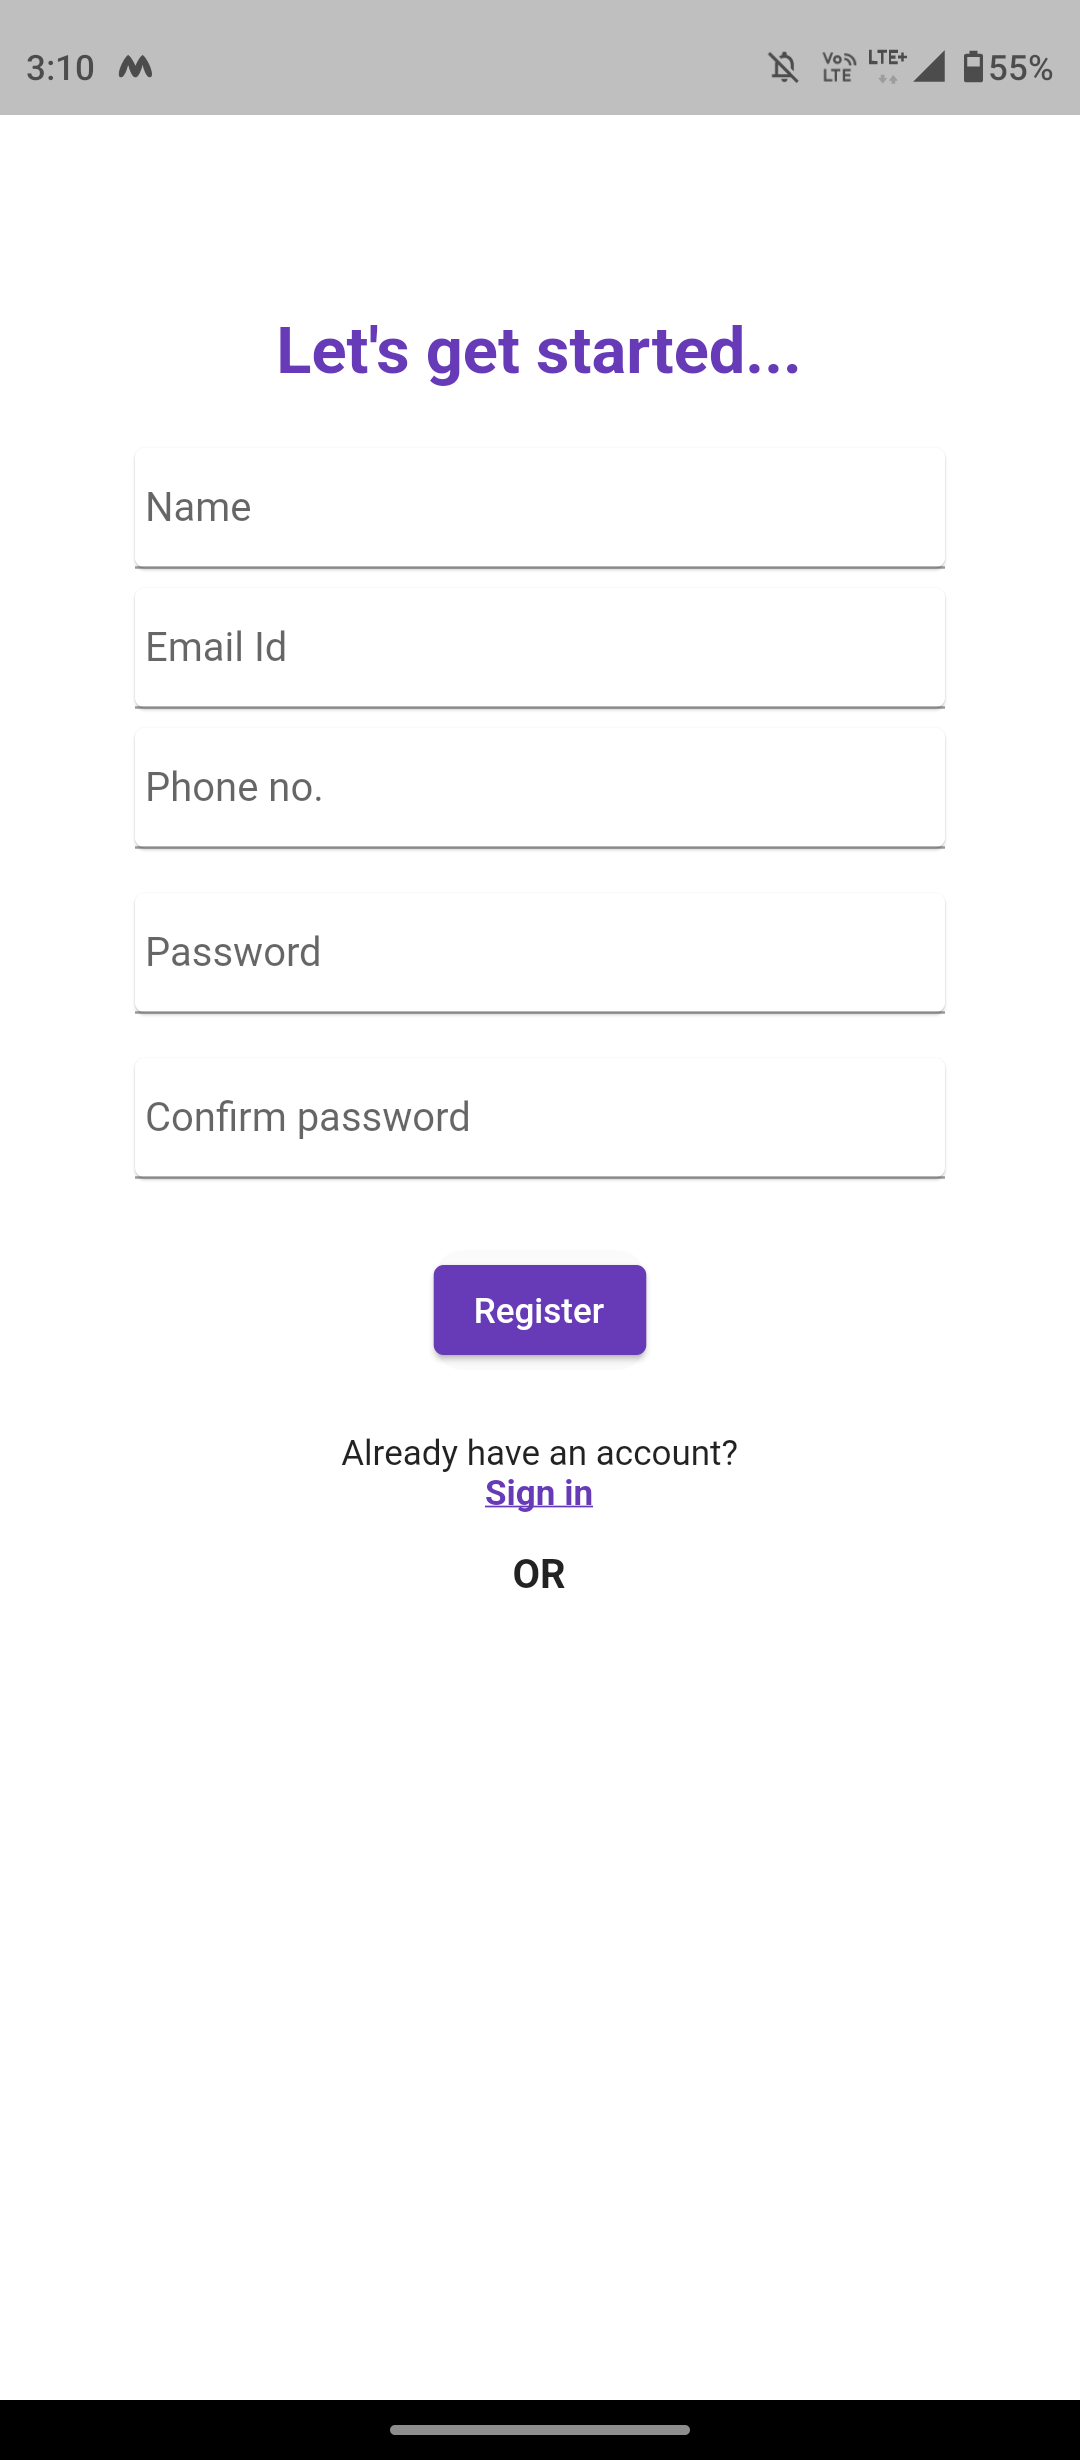 3:10 Vo LTE LTE+ 55%
Let's get started...
Name
Email Id
Phone no.
Password
Confirm password
Register
Already have an account?
Sign in
OR